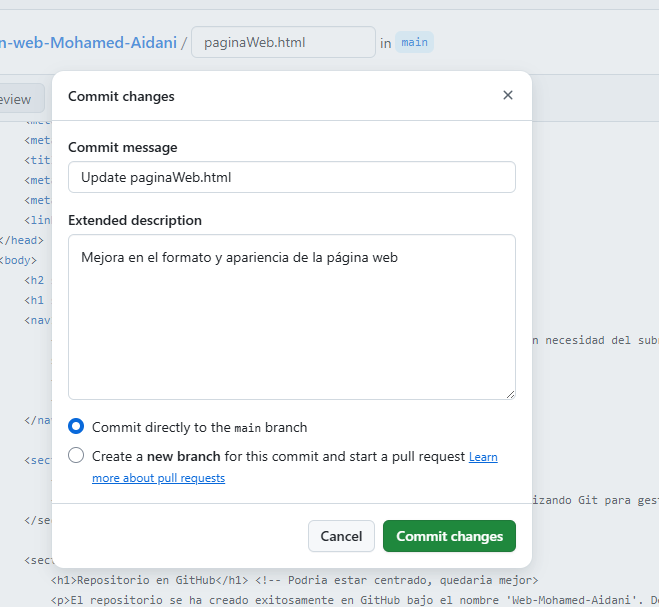 n-web-Mohamed-Aidani / paginaWeb.html in main
eview
Commit changes
<met
<tit
<met
<met
<lin
</head>
<body>
<h2
<h1
<nav
n necesidad del sub
</na
<sec
izando Git para ges
</se
<sec
Commit message
Update paginaWeb.html
Extended description
Mejora en el formato y apariencia de la página web
Commit directly to the main branch
Create a new branch for this commit and start a pull request Learn
more about pull requests
Cancel
Commit changes
<h1>Repositorio en GitHub</h1> <!-- Podria estar centrado, quedaria mejor>
<p>El repositorio se ha creado exitosamente en GitHub bajo el nombre 'Web-Mohamed-Aidani'. D